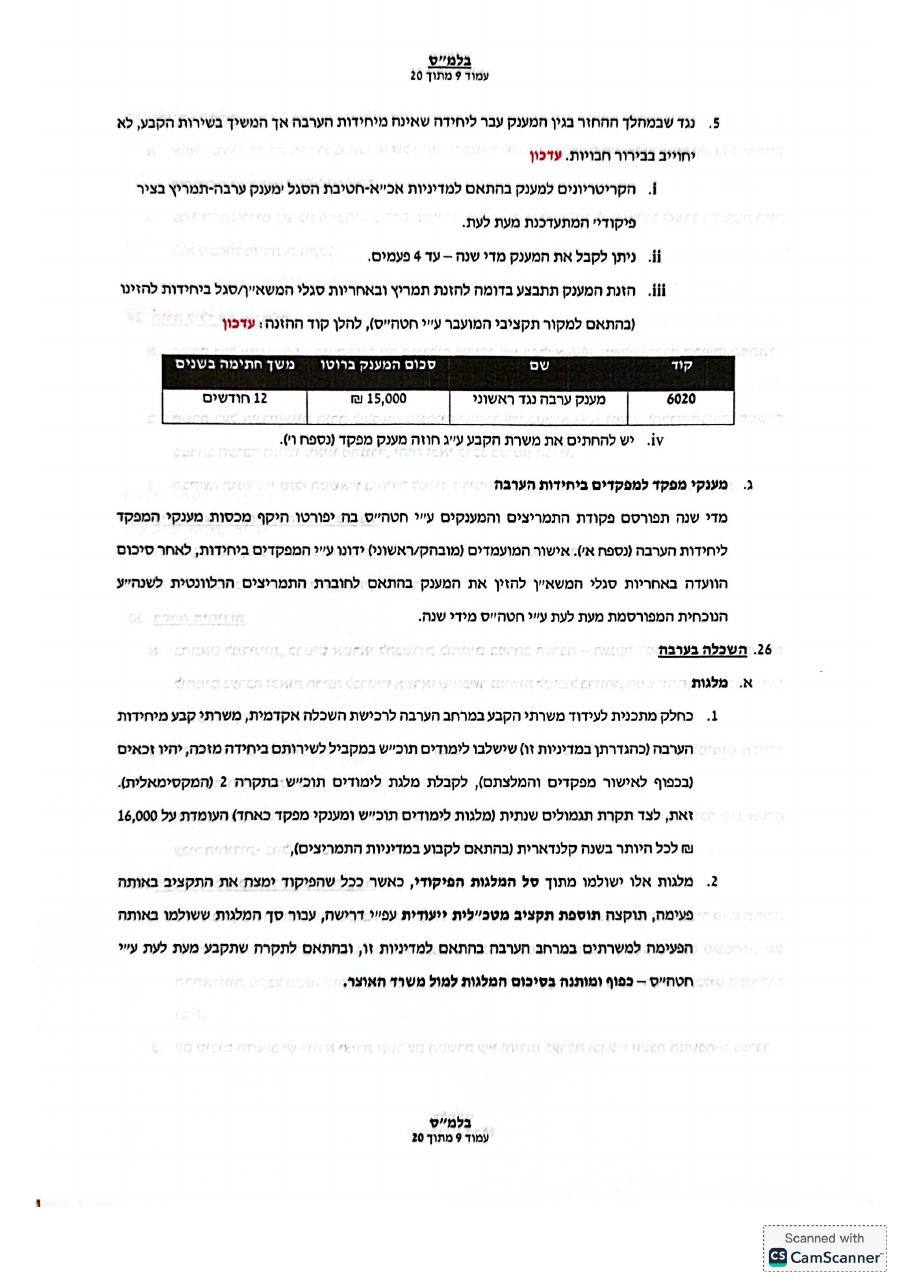 בלמ"ס
עמוד 9 מתוך 20
5. נגד שבמהלך ההחזר בגין המענק עבר ליחידה שאינה מיחידות הערבה אך המשיך בשירות הקבע, לא
יחוייב בבירור חבויות. עדכון
i. הקריטריונים למענק בהתאם למדיניות אכ"א-חטיבת הסגל 'מענק ערבה-תמריץ בציר
פיקודי' המתעדכנת מעת לעת.
ii. ניתן לקבל את המענק מדי שנה – עד 4 פעמים.
iii. הזנת המענק תתבצע בדומה להזנת תמריץ ובאחריות סגלי המשא"ן/סגל ביחידות להזינו
(בהתאם למקור תקציבי המועבר ע"י חטה"ס), להלן קוד ההזנה: עדכון
קוד שם סכום המענק ברוטו משך חתימה בשנים
6020 מענק ערבה נגד ראשוני 15,000 ₪ 12 חודשים
iv. יש להחתים את משרת הקבע ע"ג חוזה מענק מפקד (נספח ו').
ג. מענקי מפקד למפקדים ביחידות הערבה
מדי שנה תפורסם פקודת התמריצים והמענקים ע"י חטה"ס בה יפורטו היקף מכסות מענקי המפקד
ליחידות הערבה (נספח א'). אישור המועמדים (מובהק/ראשוני) ידונו ע"י המפקדים ביחידות, לאחר סיכום
הוועדה באחריות סגלי המשא"ן להזין את המענק בהתאם לחוברת התמריצים הרלוונטית לשנה"ע
הנוכחית המפורסמת מעת לעת ע"י חטה"ס מידי שנה.
26. השכלה בערבה
א. מלגות
1. כחלק מתכנית לעידוד משרתי הקבע במרחב הערבה לרכישת השכלה אקדמית, משרתי קבע מיחידות
הערבה (כהגדרתן במדיניות זו) שישלבו לימודים תוכ"ש במקביל לשירותם ביחידה מזכה, יהיו זכאים
(בכפוף לאישור מפקדים והמלצתם), לקבלת מלגת לימודים תוכ"ש בתקרה 2 (המקסימאלית).
זאת, לצד תקרת תגמולים שנתית (מלגות לימודים תוכ"ש ומענקי מפקד כאחד) העומדת על 16,000
₪ לכל היותר בשנה קלנדארית (בהתאם לקבוע במדיניות התמריצים),
2. מלגות אלו ישולמו מתוך סל המלגות הפיקודי, כאשר ככל שהפיקוד ימצה את התקציב באותה
פעימה, תוקצה תוספת תקציב מטכ"לית ייעודית עפ"י דרישה, עבור סך המלגות ששולמו באותה
הפעימה למשרתים במרחב הערבה בהתאם למדיניות זו, ובהתאם לתקרה שתקבע מעת לעת ע"י
חטה"ס – כפוף ומותנה בסיכום המלגות למול משרד האוצר.
בלמ"ס
עמוד 9 מתוך 20
Scanned with
CS CamScanner